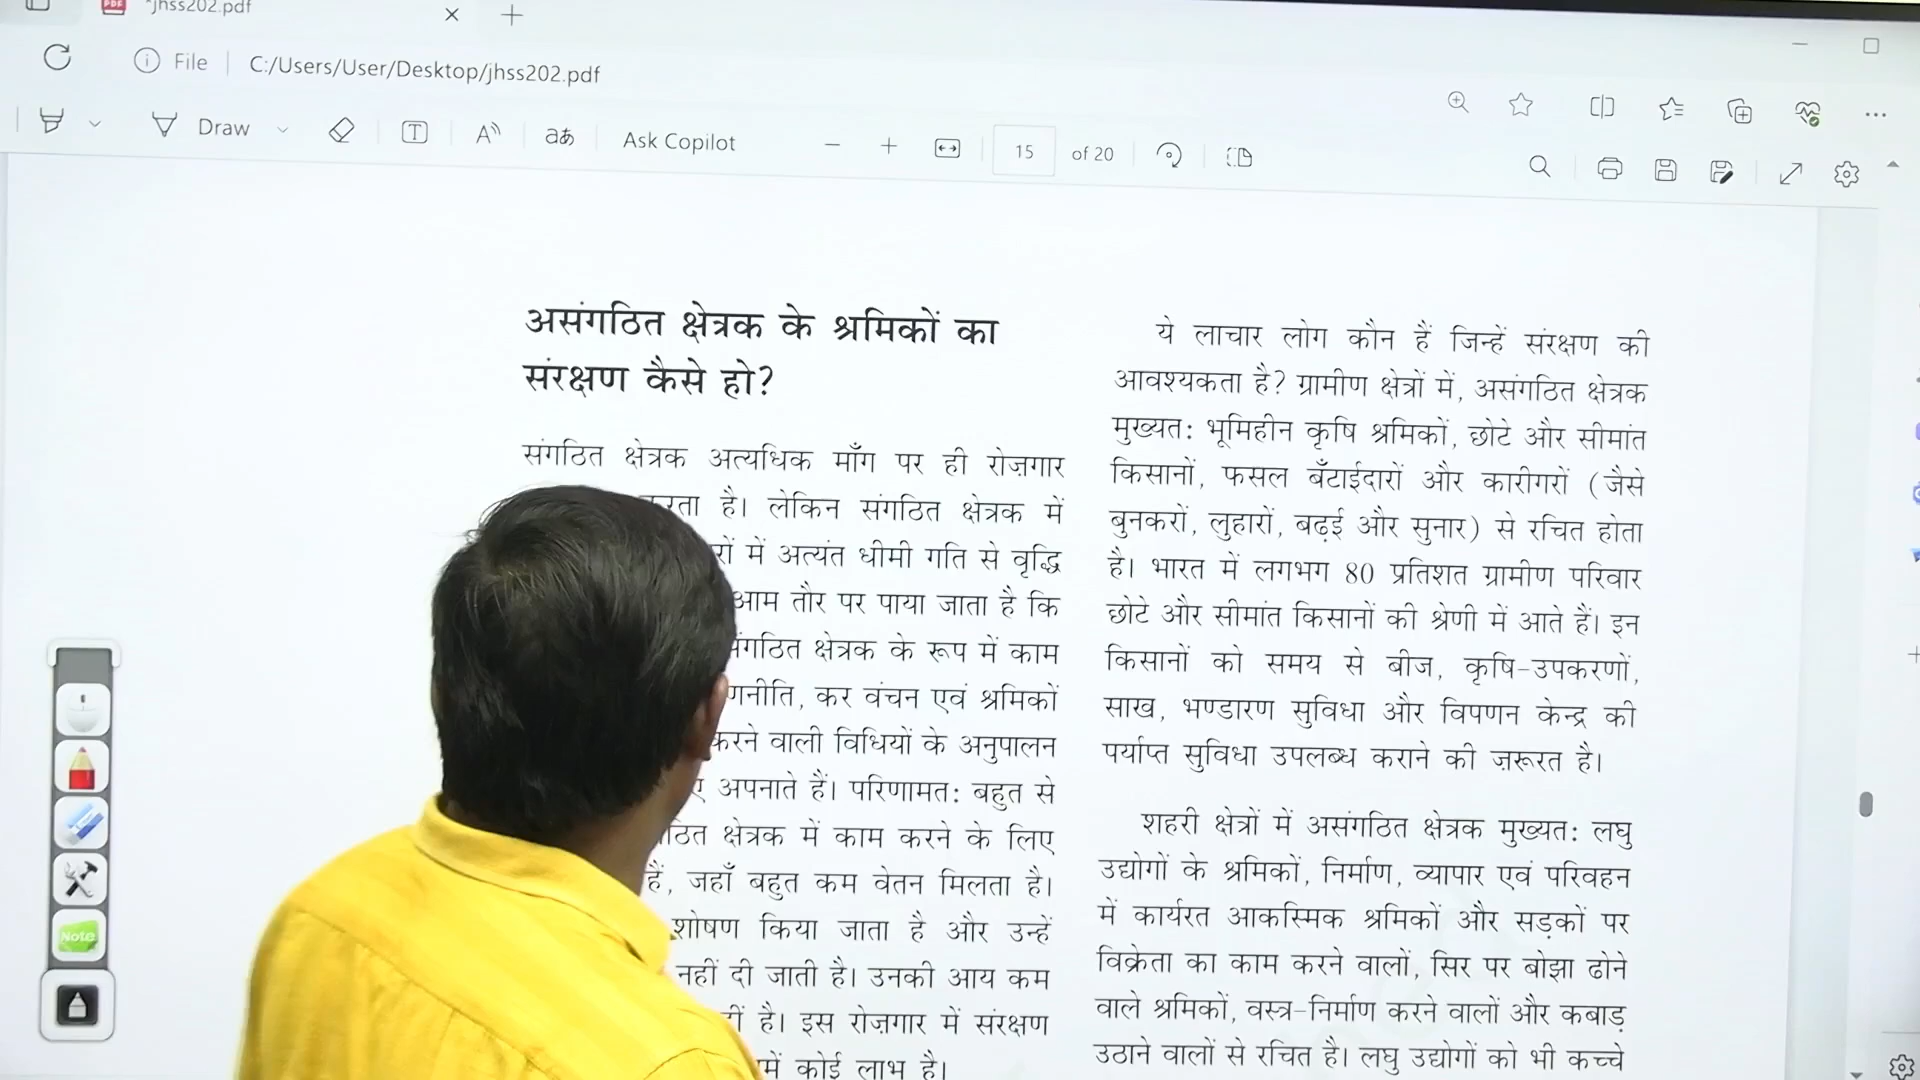 *jhss202.pdf
File
C:/Users/User/Desktop/jhss202.pdf
Draw
Ask Copilot
15 of 20
असंगठित क्षेत्रक के श्रमिकों का
संरक्षण कैसे हो?
संगठित क्षेत्रक अत्यधिक माँग पर ही रोज़गार
है। लेकिन संगठित क्षेत्रक में
में अत्यंत धीमी गति से वृद्धि
आम तौर पर पाया जाता है कि
क्षेत्रक के रूप में काम
कर वंचन एवं श्रमिकों
करने वाली विधियों के अनुपालन
अपनाते हैं। परिणामत: बहुत से
क्षेत्रक में काम करने के लिए
हैं, जहाँ बहुत कम वेतन मिलता है।
शोषण किया जाता है और उन्हें
नहीं दी जाती है। उनकी आय कम
है। इस रोज़गार में संरक्षण
में कोई लाभ है।
ये लाचार लोग कौन हैं जिन्हें संरक्षण की
आवश्यकता है? ग्रामीण क्षेत्रों में, असंगठित क्षेत्रक
मुख्यत: भूमिहीन कृषि श्रमिकों, छोटे और सीमांत
किसानों, फसल बँटाईदारों और कारीगरों (जैसे
बुनकरों, लुहारों, बढ़ई और सुनार) से रचित होता
है। भारत में लगभग 80 प्रतिशत ग्रामीण परिवार
छोटे और सीमांत किसानों की श्रेणी में आते हैं। इन
किसानों को समय से बीज, कृषि-उपकरणों,
साख, भण्डारण सुविधा और विपणन केन्द्र की
पर्याप्त सुविधा उपलब्ध कराने की ज़रूरत है।
शहरी क्षेत्रों में असंगठित क्षेत्रक मुख्यत: लघु
उद्योगों के श्रमिकों, निर्माण, व्यापार एवं परिवहन
में कार्यरत आकस्मिक श्रमिकों और सड़कों पर
विक्रेता का काम करने वालों, सिर पर बोझा ढोने
वाले श्रमिकों, वस्त्र-निर्माण करने वालों और कबाड़
उठाने वालों से रचित है। लघु उद्योगों को भी कच्चे
Note